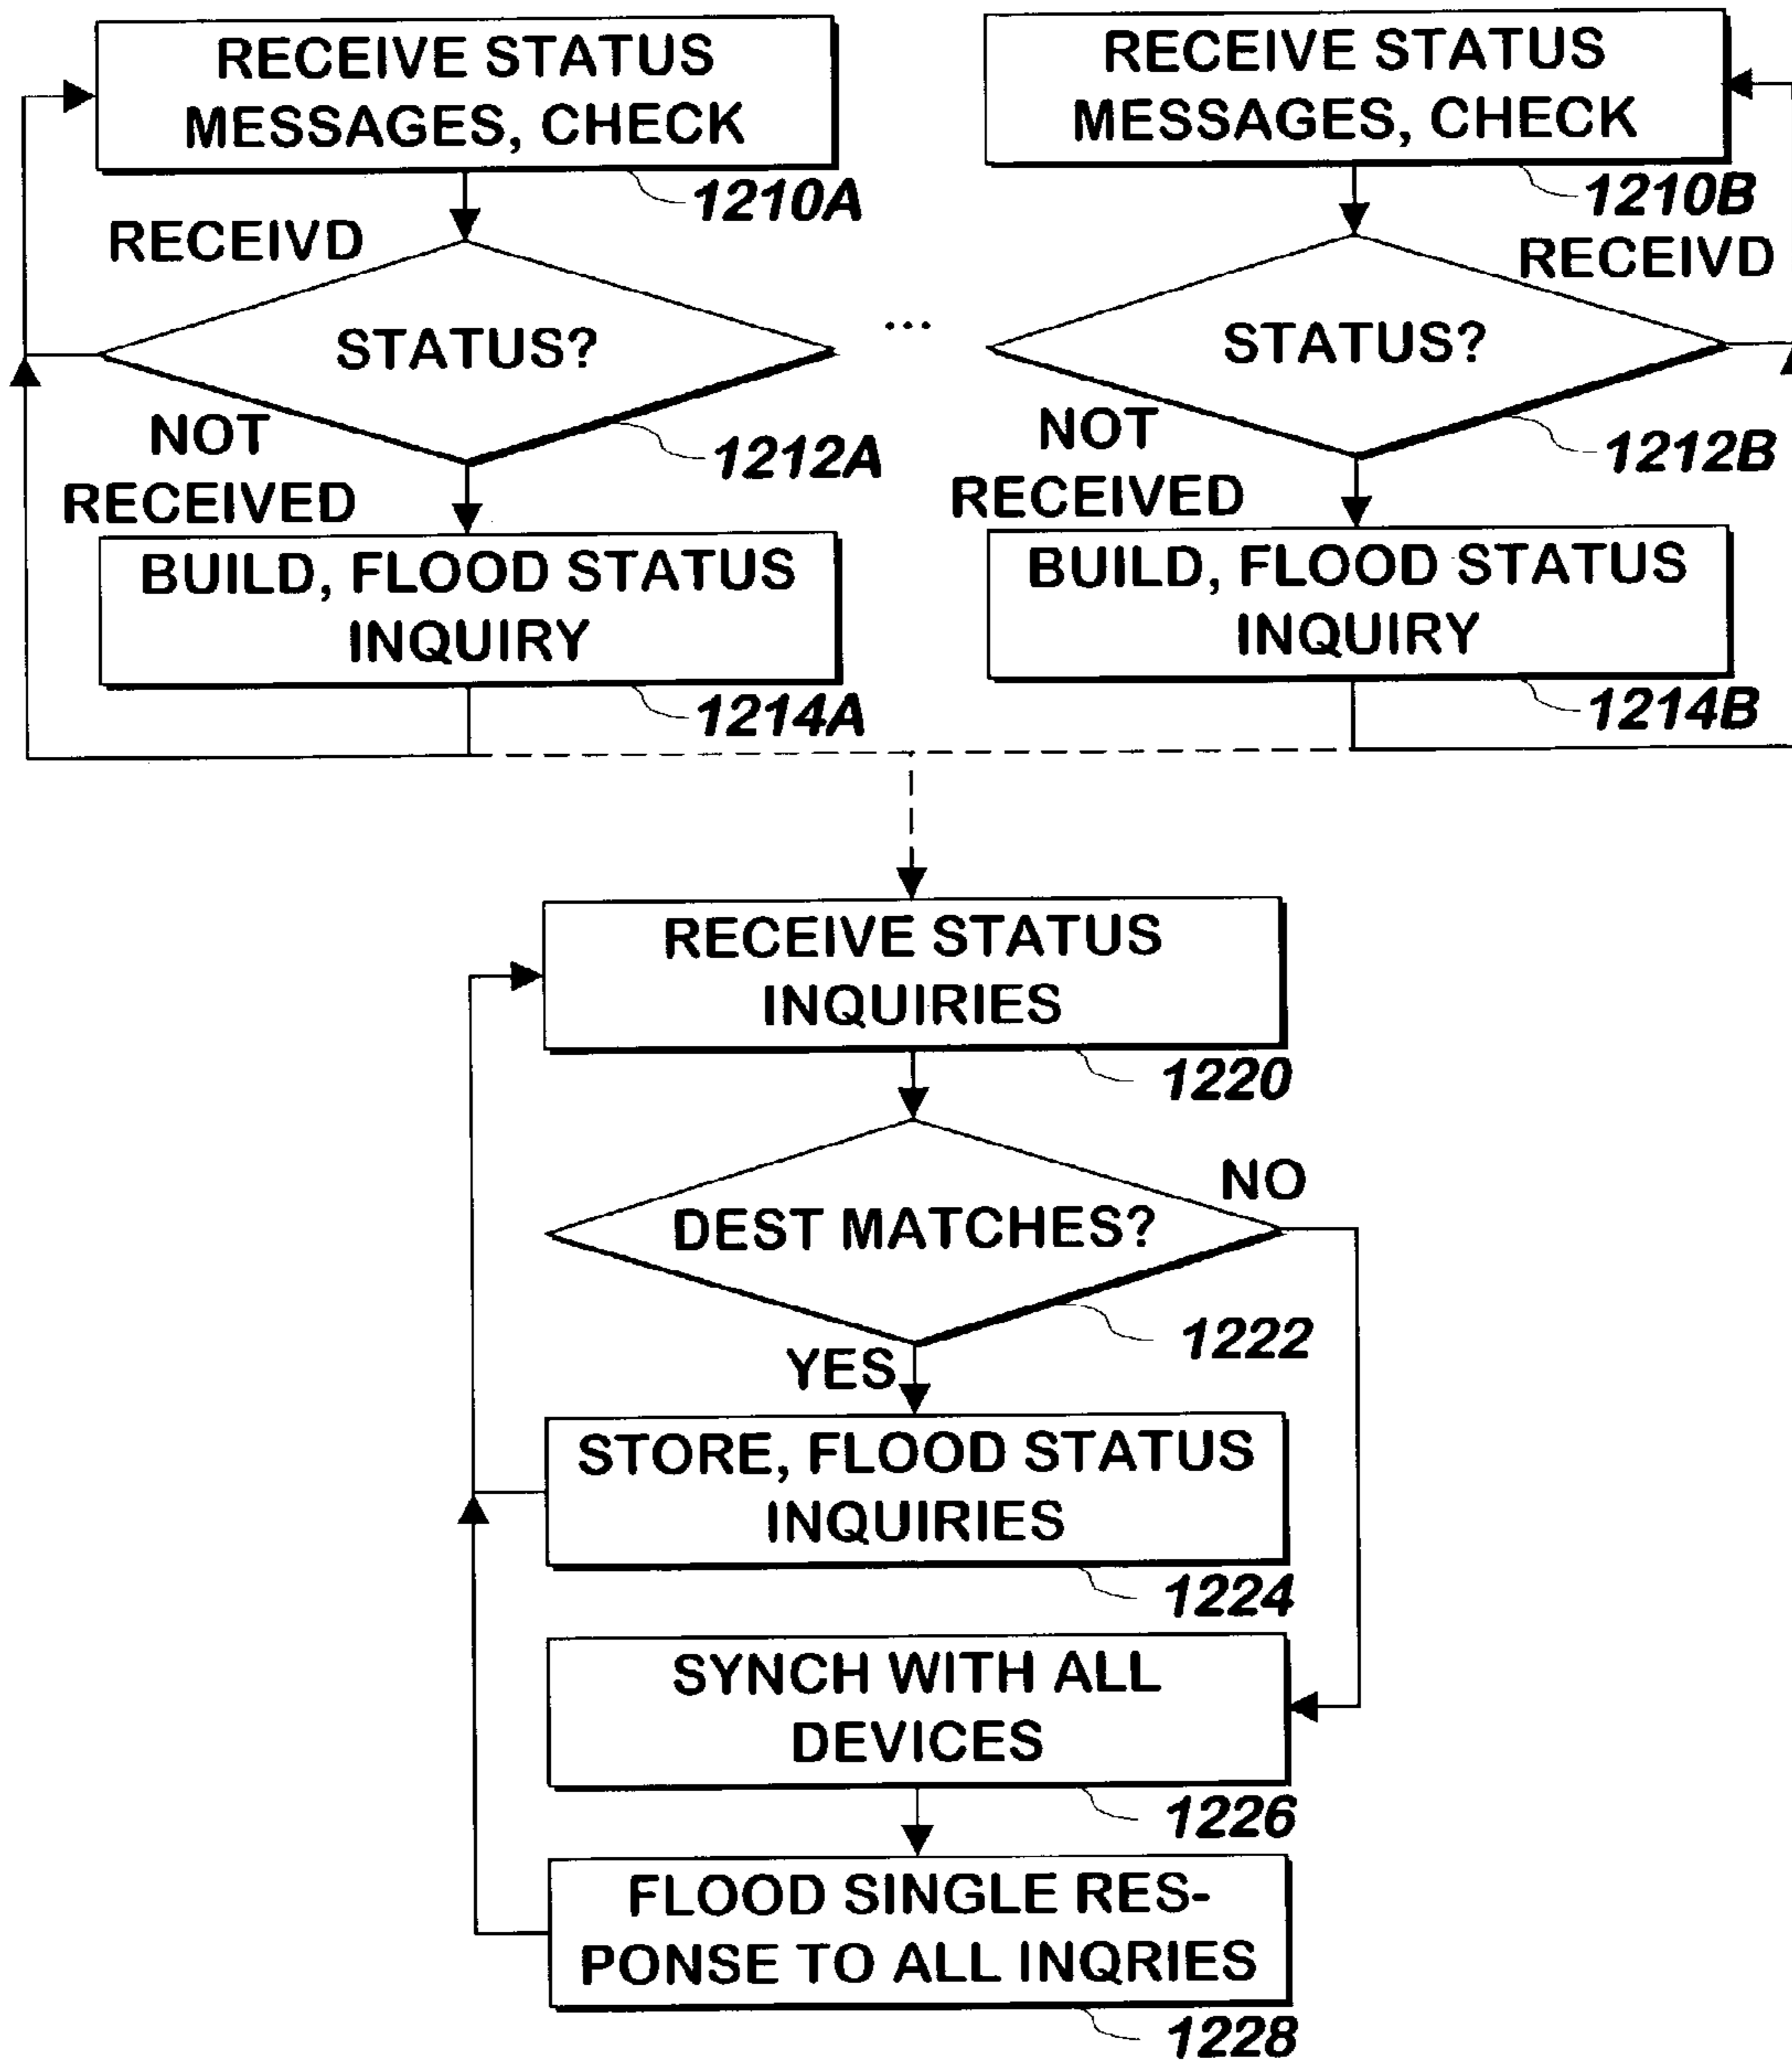 RECEIVE STATUS
MESSAGES, CHECK
1210A
RECEIVD
STATUS?
1212A
NOT
RECEIVED
BUILD, FLOOD STATUS
INQUIRY
1214A
...
RECEIVE STATUS
MESSAGES, CHECK
1210B
RECEIVD
STATUS?
1212B
NOT
RECEIVED
BUILD, FLOOD STATUS
INQUIRY
1214B
RECEIVE STATUS
INQUIRIES
1220
NO
DEST MATCHES?
1222
YES
STORE, FLOOD STATUS
INQUIRIES
1224
SYNCH WITH ALL
DEVICES
1226
FLOOD SINGLE RES-
PONSE TO ALL INQRIES
1228